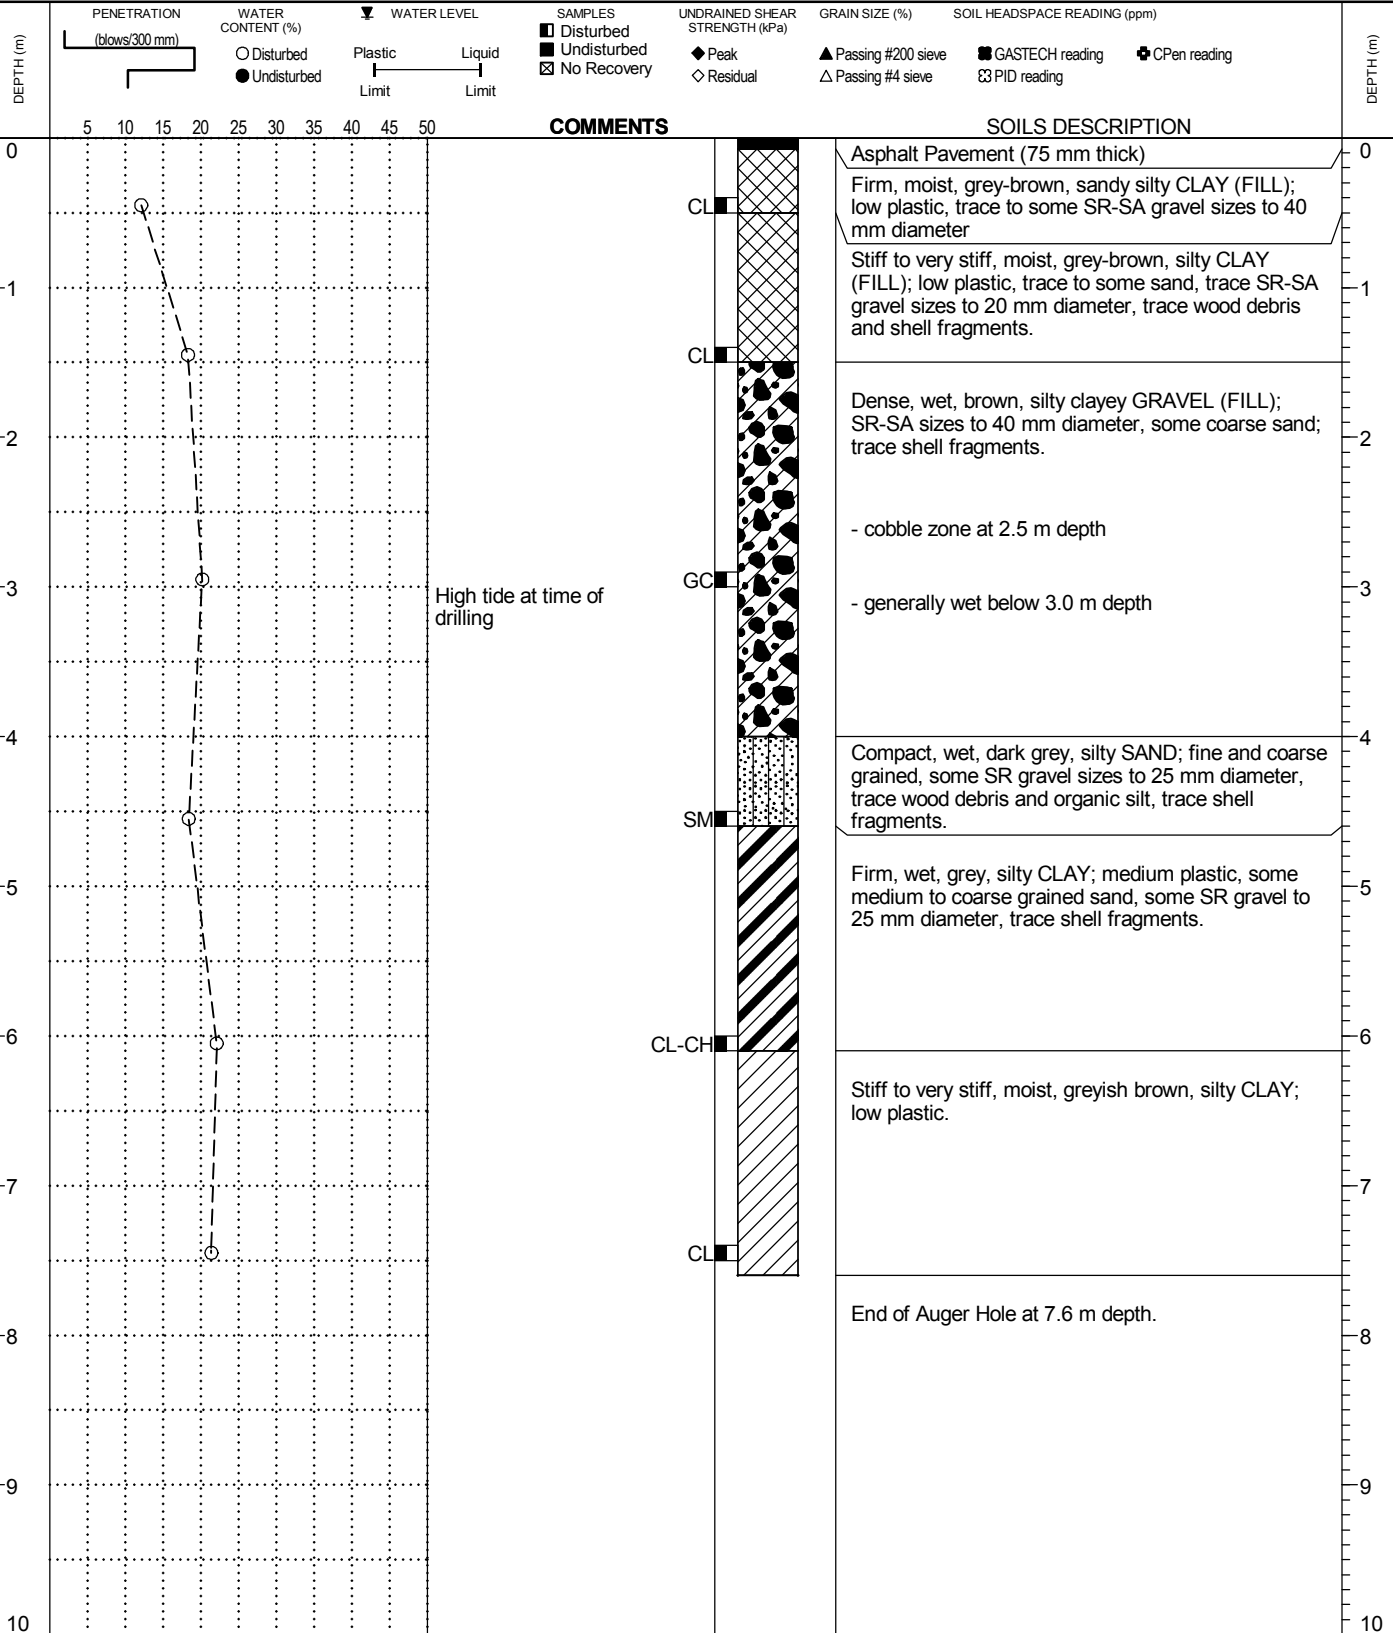 DEPTH (m)
PENETRATION
(blows/300 mm)
WATER
CONTENT (%)
Disturbed
Undisturbed
WATER LEVEL
Plastic Liquid
Limit Limit
SAMPLES
Disturbed
Undisturbed
No Recovery
UNDRAINED SHEAR
STRENGTH (kPa)
Peak
Residual
GRAIN SIZE (%)
Passing #200 sieve
Passing #4 sieve
SOIL HEADSPACE READING (ppm)
GASTECH reading
CPen reading
PID reading
DEPTH (m)
5 10 15 20 25 30 35 40 45 50
COMMENTS
SOILS DESCRIPTION
0
Asphalt Pavement (75 mm thick)
0
Firm, moist, grey-brown, sandy silty CLAY (FILL);
CL
low plastic, trace to some SR-SA gravel sizes to 40
mm diameter
Stiff to very stiff, moist, grey-brown, silty CLAY
(FILL); low plastic, trace to some sand, trace SR-SA
1
1
gravel sizes to 20 mm diameter, trace wood debris
and shell fragments.
CL
Dense, wet, brown, silty clayey GRAVEL (FILL);
SR-SA sizes to 40 mm diameter, some coarse sand;
2
2
trace shell fragments.
- cobble zone at 2.5 m depth
GC
3
3
High tide at time of
drilling
- generally wet below 3.0 m depth
4
4
Compact, wet, dark grey, silty SAND; fine and coarse
grained, some SR gravel sizes to 25 mm diameter,
trace wood debris and organic silt, trace shell
fragments.
SM
Firm, wet, grey, silty CLAY; medium plastic, some
5
5
medium to coarse grained sand, some SR gravel to
25 mm diameter, trace shell fragments.
6
6
CL-CH
Stiff to very stiff, moist, greyish brown, silty CLAY;
low plastic.
7
7
CL
End of Auger Hole at 7.6 m depth.
8
8
9
9
10
10